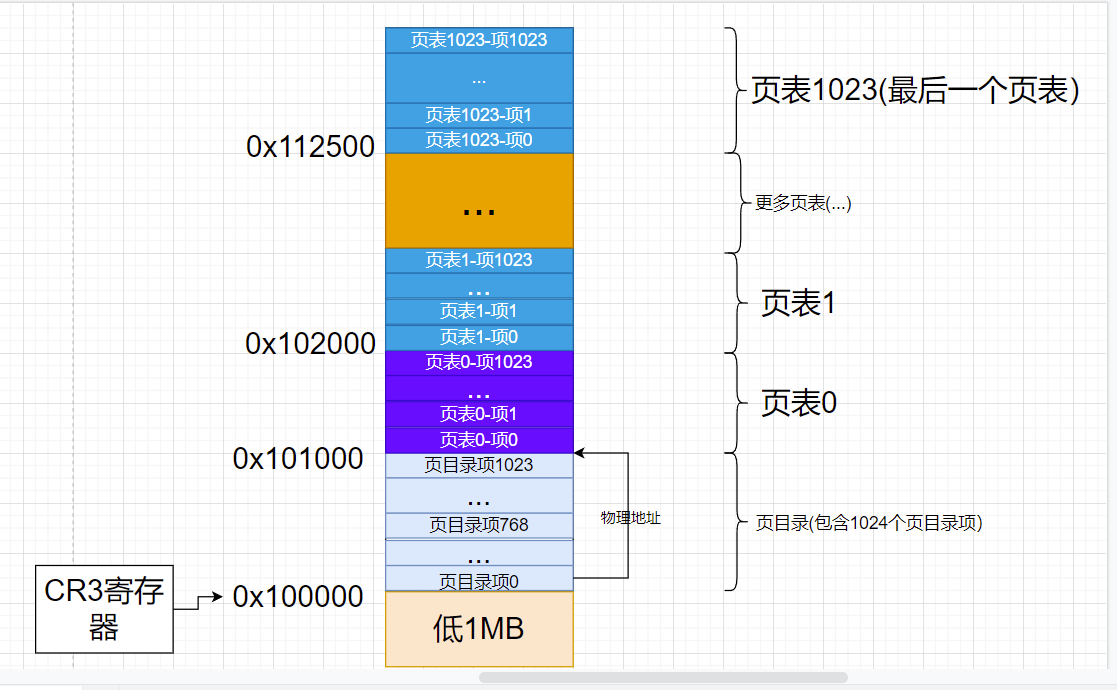 页表1023-项1023
...
页表1023-项1
页表1023-项0
页表1023(最后一个页表）
0x112500
...
更多页表(...)
页表1-项1023
...
页表1-项1
页表1-项0
页表1
0x102000
页表0-项1023
...
页表0-项1
页表0-项0
页表0
0x101000
页目录项1023
...
页目录项768
...
页目录项0
物理地址
页目录(包含1024个页目录项)
CR3寄存
器
0x100000
低1MB